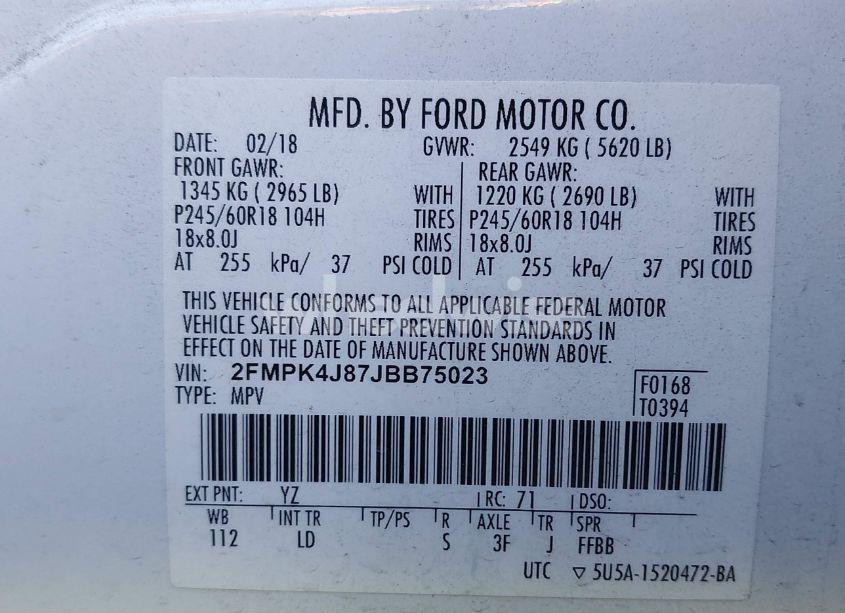 MFD. BY FORD MOTOR CO.
DATE: 02/18 GVWR: 2549 KG ( 5620 LB)
FRONT GAWR: REAR GAWR:
1345 KG ( 2965 LB) WITH 1220 KG ( 2690 LB) WITH
P245/60R18 104H TIRES P245/60R18 104H TIRES
18x8.0J RIMS 18x8.0J RIMS
AT 255 kPa/ 37 PSI COLD AT 255 kPa/ 37 PSI COLD
THIS VEHICLE CONFORMS TO ALL APPLICABLE FEDERAL MOTOR
VEHICLE SAFETY AND THEFT PREVENTION STANDARDS IN
EFFECT ON THE DATE OF MANUFACTURE SHOWN ABOVE.
VIN: 2FMPK4J87JBB75023
F0168
TYPE: MPV
T0394
EXT PNT: YZ RC: 71 DSO:
WB INT TR TP/PS R AXLE TR SPR
112 LD S 3F J FFBB
UTC ▽ 5U5A-1520472-BA